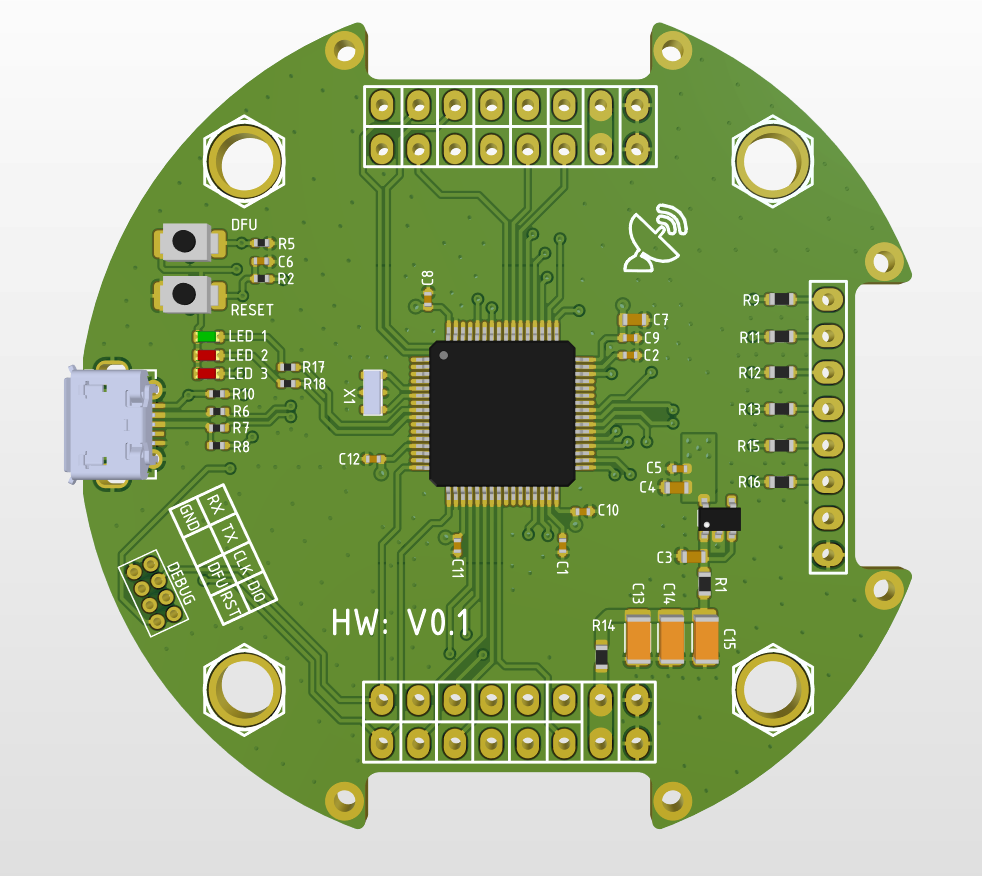 DFU
R5
C6
R2
RESET
LED 1
LED 2
LED 3
R10
R6
R7
R8
R17
R18
X1
C8
C7
C9
C2
R9
R11
R12
R13
R15
R16
C12
C5
C4
C10
C11
C1
C3
R1
C13
C14
C15
R14
GND RX
TX
CLK
DFU DIO
RST
DEBUG
HW: V0.1